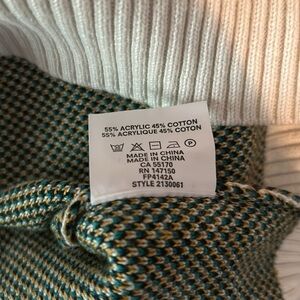 55% ACRYLIC 45% COTTON
55% ACRYLIQUE 45% COTON
MADE IN CHINA
MADE IN CHINA
CA 55170
RN 147150
FP4142A
STYLE 2130061